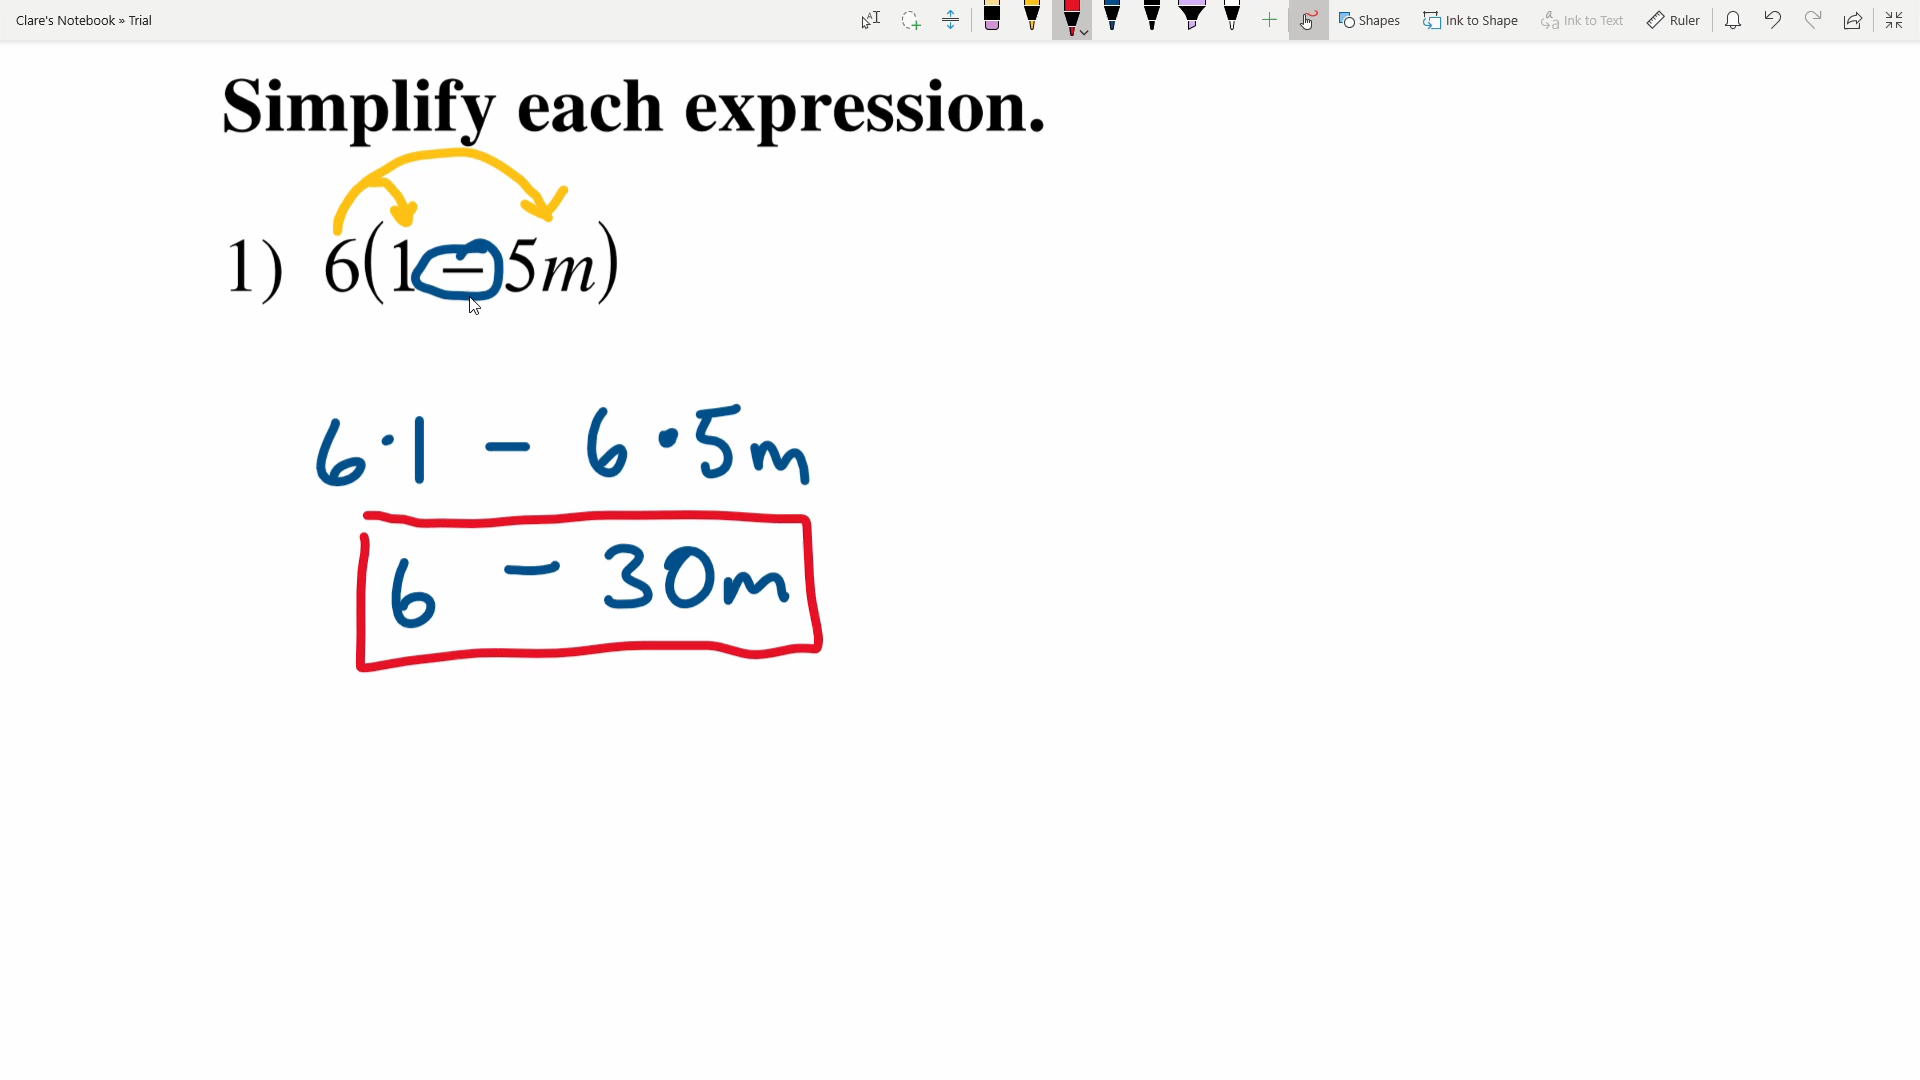 Clare's Notebook » Trial
Shapes
Ink to Shape
Ink to Text
Ruler
Simplify each expression.
1) 6(1 − 5m)
6·1 − 6·5m
6 − 30m